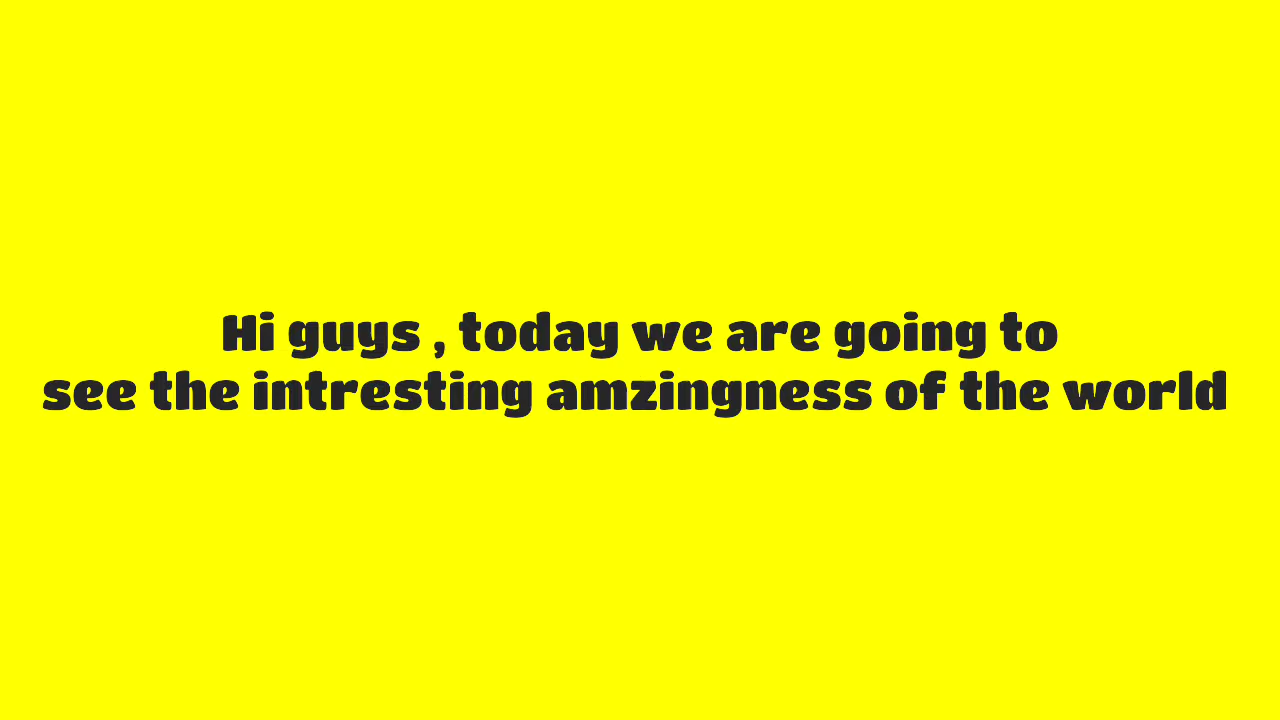 Hi guys , today we are going to
see the intresting amzingness of the world